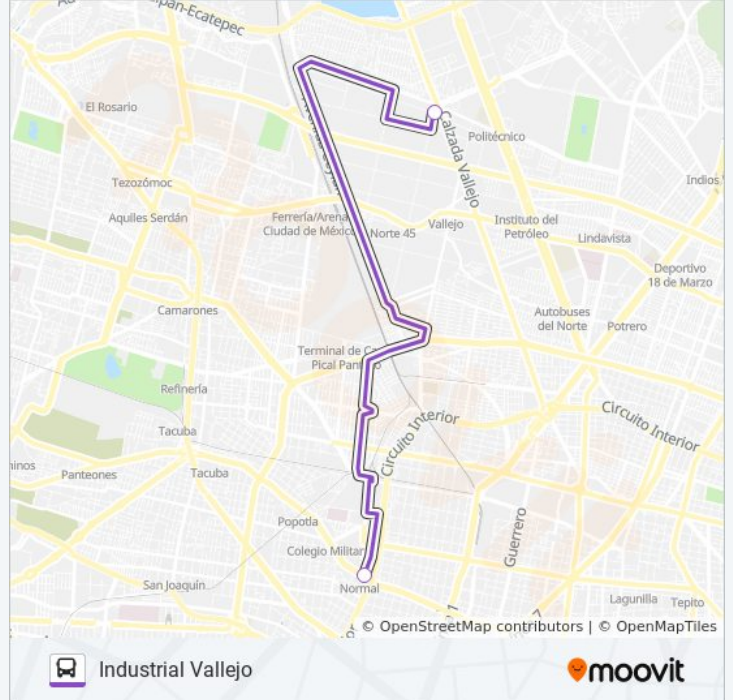 pan-Ecatepec
El Rosario
Calzada Vallejo
Politécnico
Tezozómoc
Indios
Aquiles Serdán
Ferrería/Arena
Ciudad de México
Norte 45
Vallejo
Instituto del
Petróleo
Lindavista
Deportivo
18 de Marzo
Camarones
Autobuses
del Norte
Potrero
Terminal de Ca
Pical Pan
Refinería
Circuito Interior
Circuito Interior
Tacuba
Panteones
Tacuba
Guerrero
Popotla
Colegio Militar
San Joaquín
Normal
Lagunilla
Tepito
© OpenStreetMap contributors | © OpenMapTiles
Industrial Vallejo
moovit